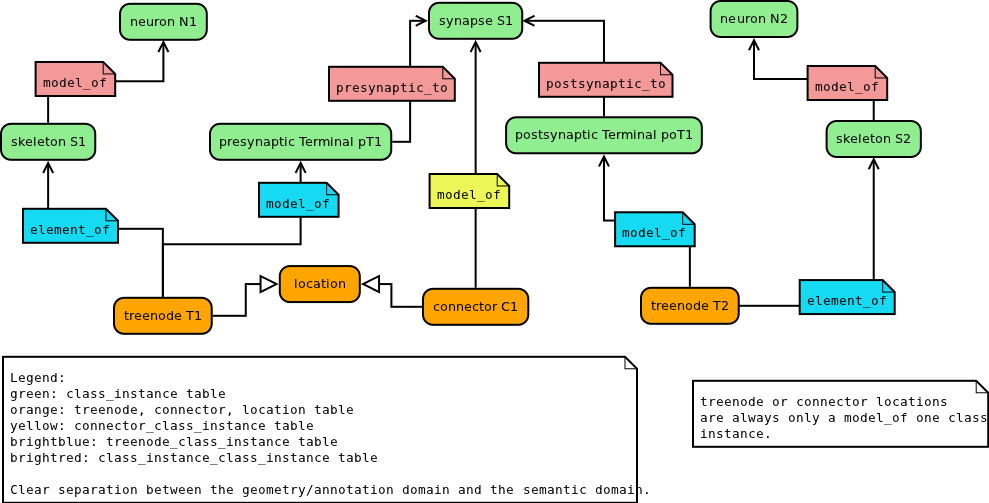 neuron N1
synapse S1
neuron N2
model_of
presynaptic_to
postsynaptic_to
model_of
skeleton S1
presynaptic Terminal pT1
postsynaptic Terminal poT1
skeleton S2
element_of
model_of
model_of
model_of
element_of
location
treenode T1
connector C1
treenode T2
Legend:
green: class_instance table
orange: treenode, connector, location table
yellow: connector_class_instance table
brightblue: treenode_class_instance table
brightred: class_instance_class_instance table
Clear separation between the geometry/annotation domain and the semantic domain.
treenode or connector locations
are always only a model_of one class
instance.